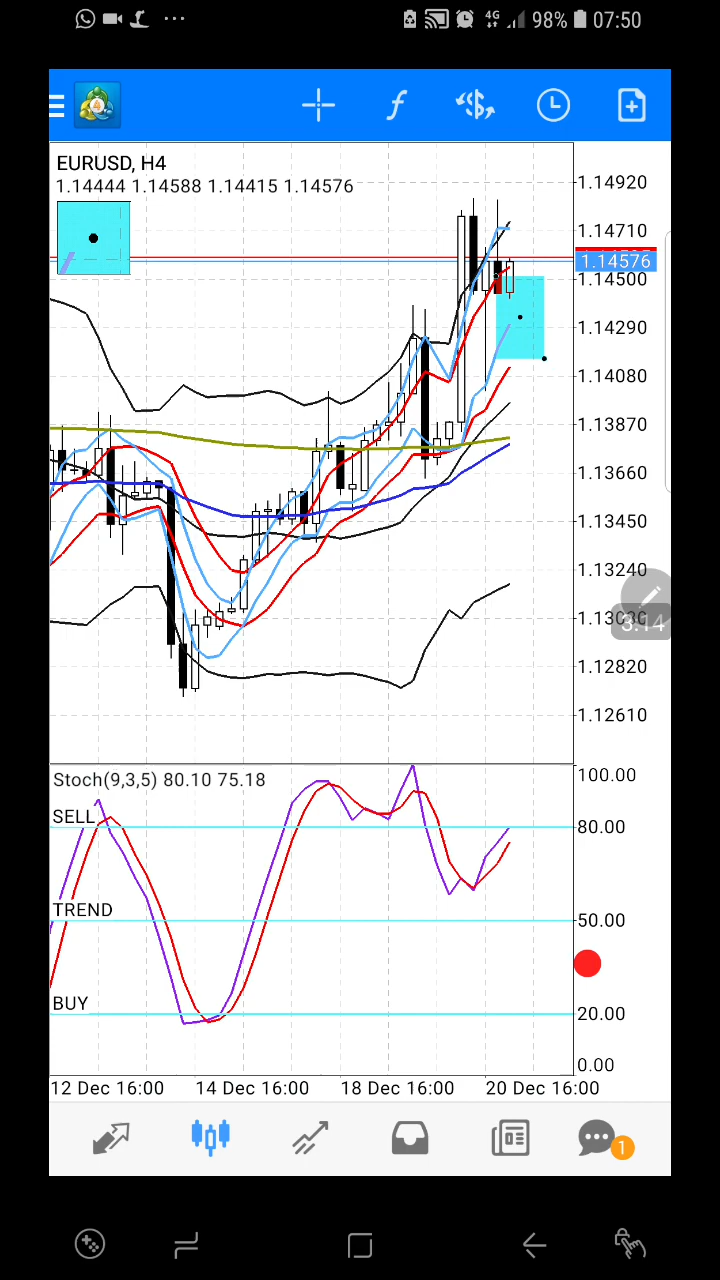 4G 98% 07:50
EURUSD, H4
1.14444 1.14588 1.14415 1.14576
1.14920
1.14710
1.14576
1.14500
1.14290
1.14080
1.13870
1.13660
1.13450
1.13240
3:14
1.12820
1.12610
Stoch(9,3,5) 80.10 75.18
100.00
SELL
80.00
TREND
50.00
BUY
20.00
0.00
12 Dec 16:00 14 Dec 16:00 18 Dec 16:00 20 Dec 16:00
1